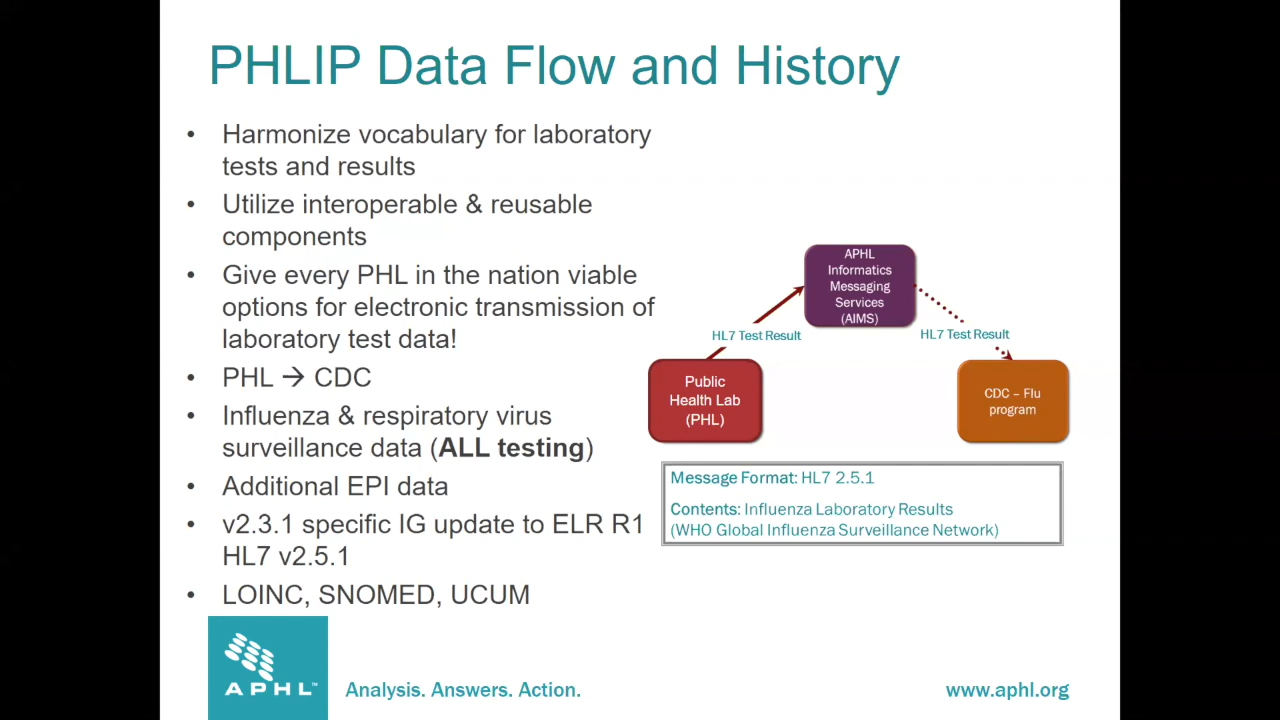 PHLIP Data Flow and History
• Harmonize vocabulary for laboratory
tests and results
• Utilize interoperable & reusable
components
• Give every PHL in the nation viable
options for electronic transmission of
laboratory test data!
• PHL → CDC
• Influenza & respiratory virus
surveillance data (ALL testing)
• Additional EPI data
• v2.3.1 specific IG update to ELR R1
HL7 v2.5.1
• LOINC, SNOMED, UCUM
APHL
Informatics
Messaging
Services
(AIMS)
HL7 Test Result
HL7 Test Result
Public
Health Lab
(PHL)
CDC – Flu
program
Message Format: HL7 2.5.1
Contents: Influenza Laboratory Results
(WHO Global Influenza Surveillance Network)
APHL™
Analysis. Answers. Action.
www.aphl.org